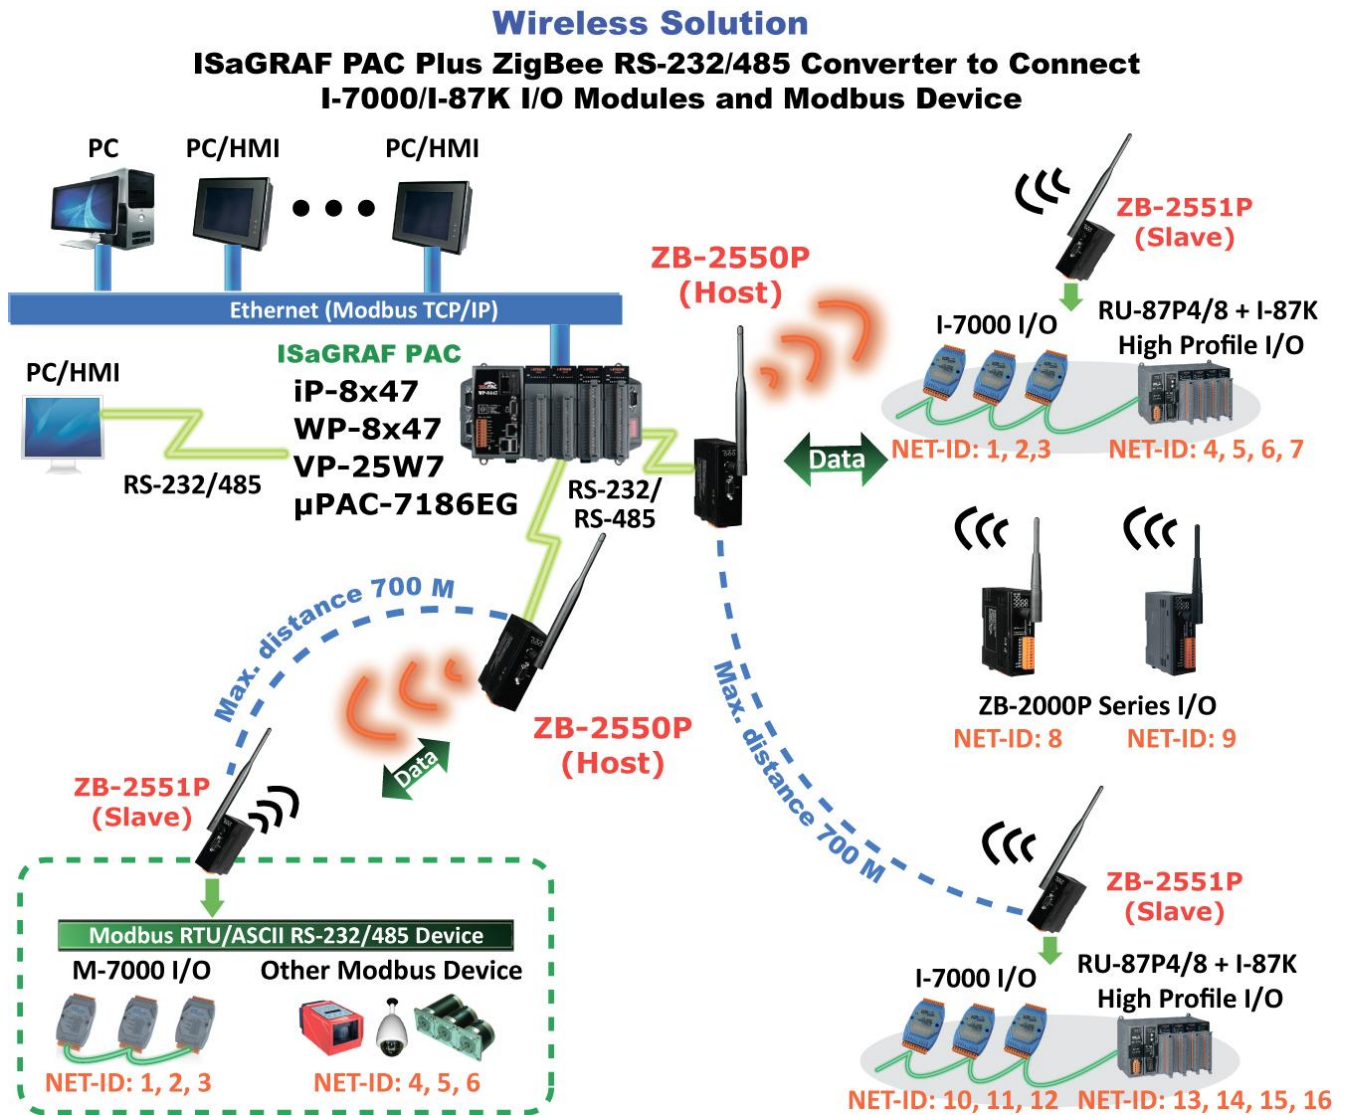 Wireless Solution
ISaGRAF PAC Plus ZigBee RS-232/485 Converter to Connect
I-7000/I-87K I/O Modules and Modbus Device
PC
PC/HMI
PC/HMI
Ethernet (Modbus TCP/IP)
PC/HMI
RS-232/485
ISaGRAF PAC
iP-8x47
WP-8x47
VP-25W7
µPAC-7186EG
RS-232/
RS-485
ZB-2550P
(Host)
Data
ZB-2551P
(Slave)
I-7000 I/O
RU-87P4/8 + I-87K
High Profile I/O
NET-ID: 1, 2,3
NET-ID: 4, 5, 6, 7
ZB-2000P Series I/O
NET-ID: 8
NET-ID: 9
Max. distance 700 M
ZB-2551P
(Slave)
I-7000 I/O
RU-87P4/8 + I-87K
High Profile I/O
NET-ID: 10, 11, 12
NET-ID: 13, 14, 15, 16
Max. distance 700 M
ZB-2550P
(Host)
Data
ZB-2551P
(Slave)
Modbus RTU/ASCII RS-232/485 Device
M-7000 I/O
Other Modbus Device
NET-ID: 1, 2, 3
NET-ID: 4, 5, 6